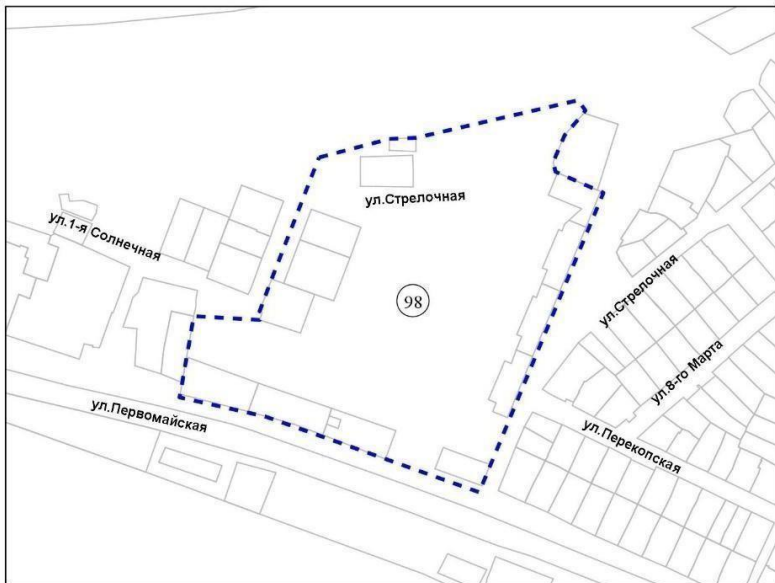 ул.Стрелочная
ул.1-я Солнечная
ул.Стрелочная
98
ул.8-го Марта
ул.Первомайская
ул.Перекопская